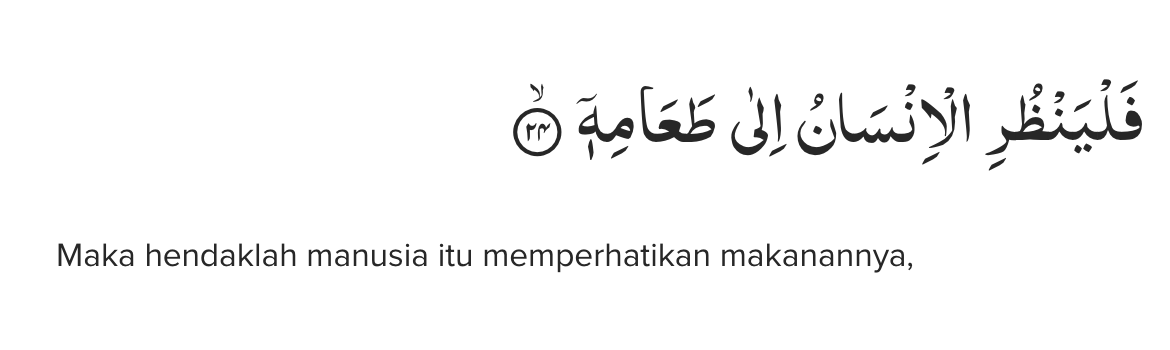 فَلْيَنْظُرِ الْاِنْسَانُ اِلٰى طَعَامِهٖٓ ۙ ٢٤
Maka hendaklah manusia itu memperhatikan makanannya,